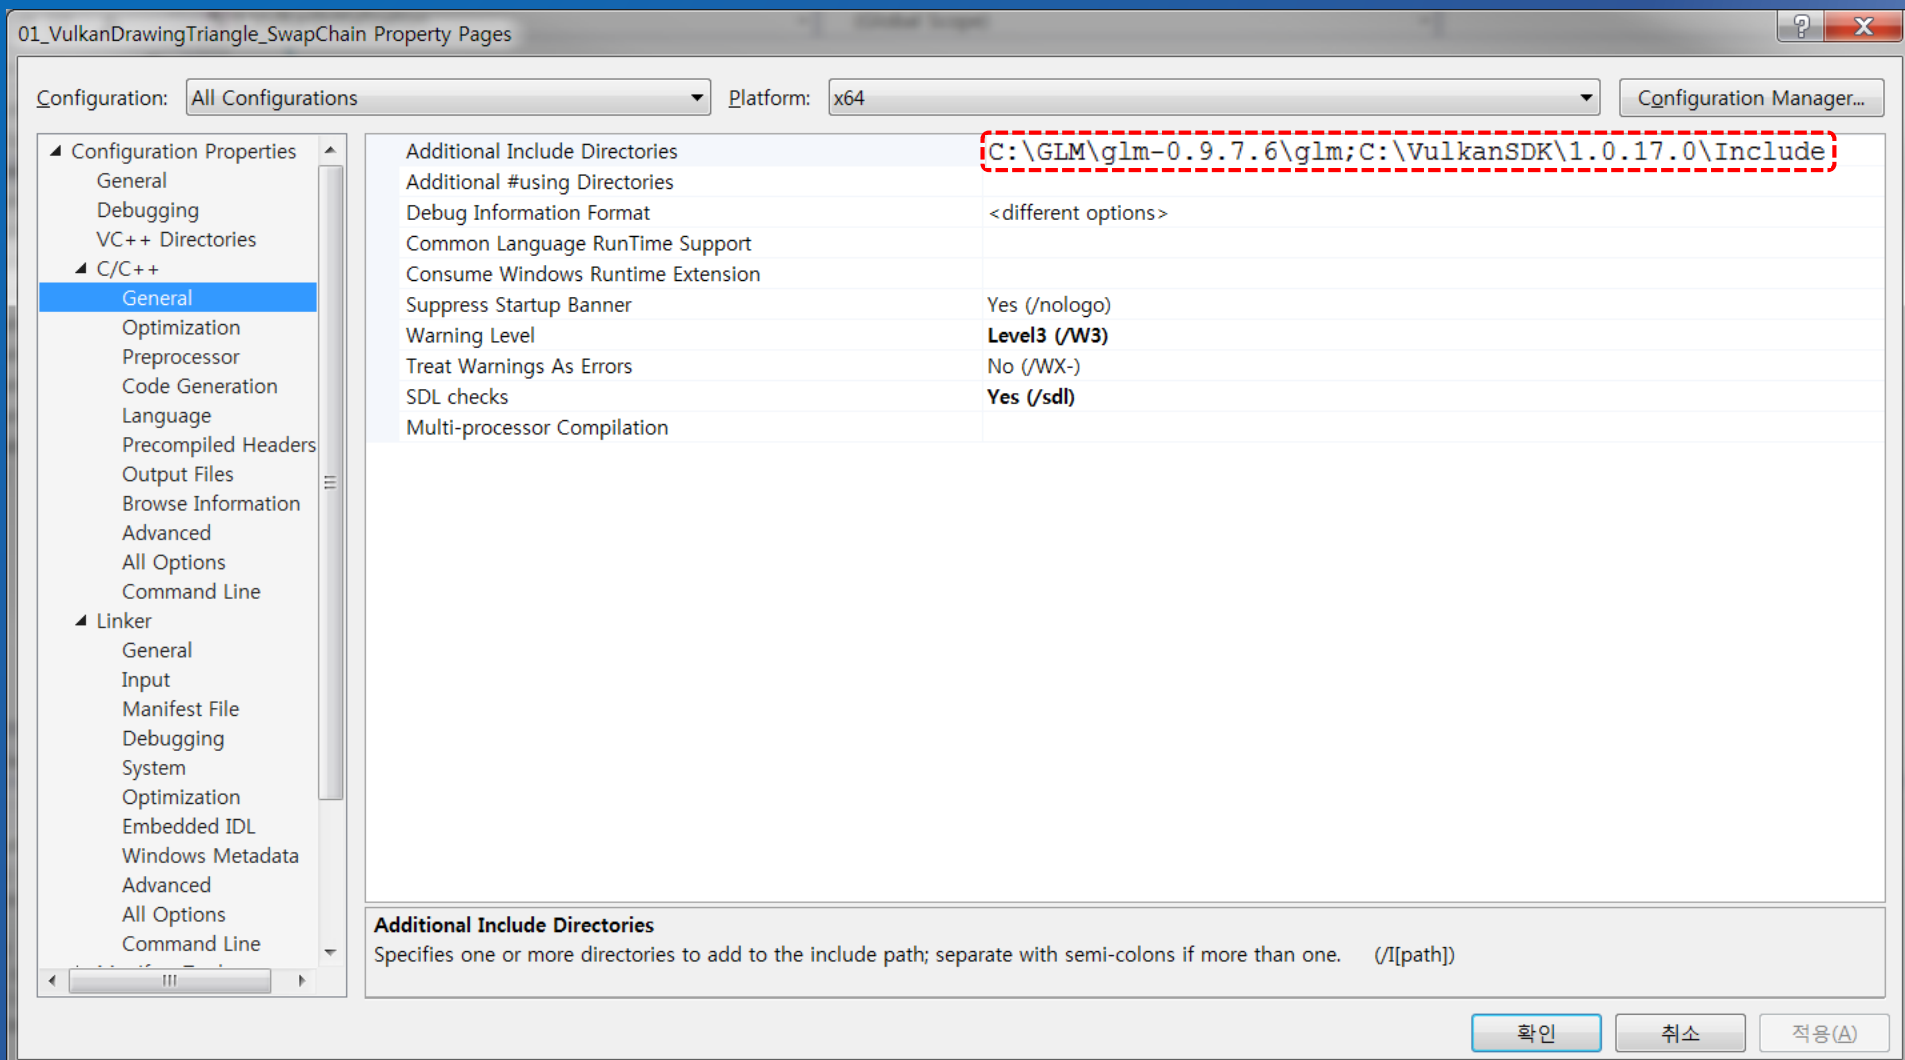 01_VulkanDrawingTriangle_SwapChain Property Pages
(Global Scope)
Configuration: All Configurations Platform: x64 Configuration Manager...
Configuration Properties
General
Debugging
VC++ Directories
C/C++
General
Optimization
Preprocessor
Code Generation
Language
Precompiled Headers
Output Files
Browse Information
Advanced
All Options
Command Line
Linker
General
Input
Manifest File
Debugging
System
Optimization
Embedded IDL
Windows Metadata
Advanced
All Options
Command Line
Additional Include Directories C:\GLM\glm-0.9.7.6\glm;C:\VulkanSDK\1.0.17.0\Include
Additional #using Directories
Debug Information Format <different options>
Common Language RunTime Support
Consume Windows Runtime Extension
Suppress Startup Banner Yes (/nologo)
Warning Level Level3 (/W3)
Treat Warnings As Errors No (/WX-)
SDL checks Yes (/sdl)
Multi-processor Compilation
Additional Include Directories
Specifies one or more directories to add to the include path; separate with semi-colons if more than one. (/I[path])
확인 취소 적용(A)